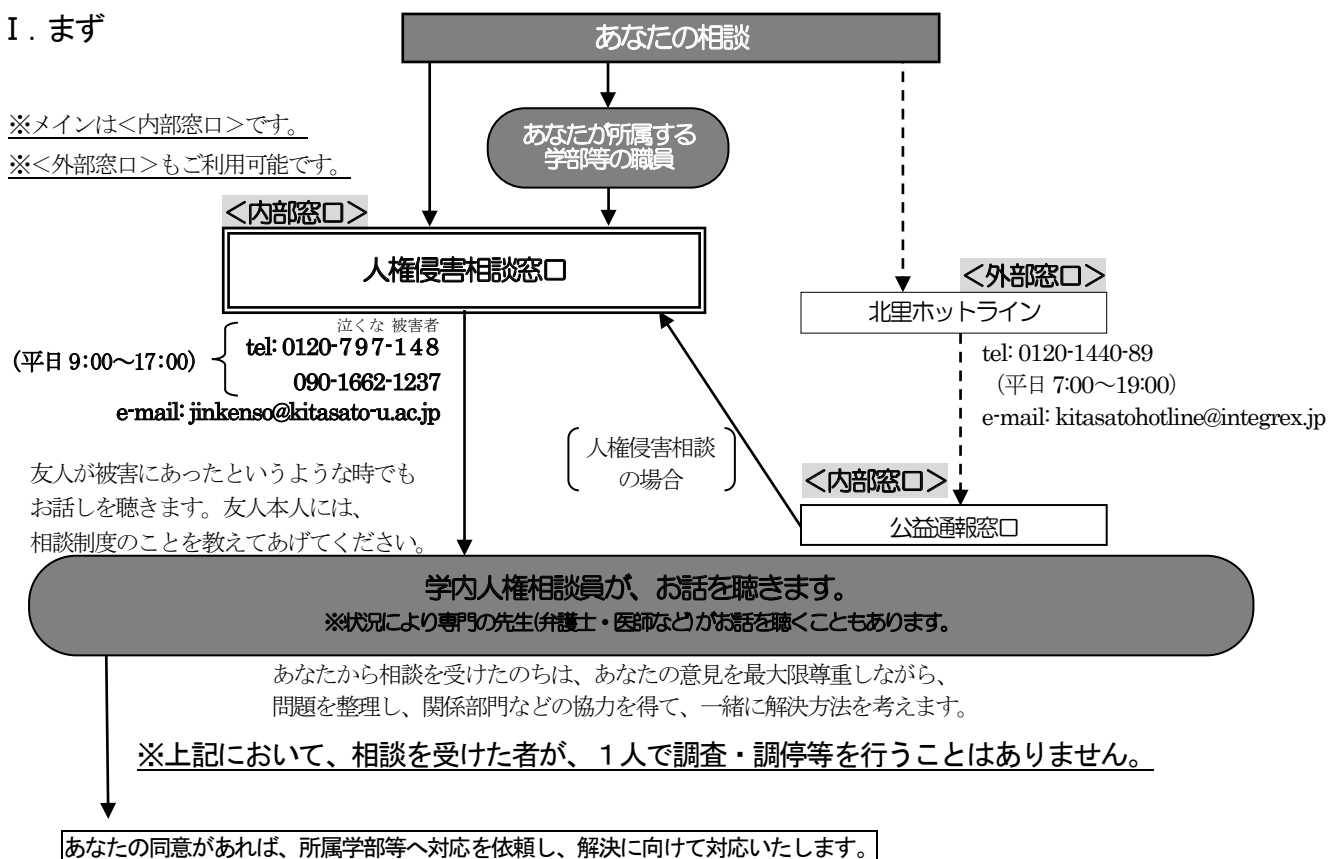 Ⅰ．まず
あなたの相談
※メインは＜内部窓口＞です。
※＜外部窓口＞もご利用可能です。
あなたが所属する
学部等の職員
＜内部窓口＞
人権侵害相談窓口
＜外部窓口＞
北里ホットライン
泣くな 被害者
(平日 9:00～17:00)
tel: 0120-797-148
090-1662-1237
e-mail: jinkenso@kitasato-u.ac.jp
tel: 0120-1440-89
(平日 7:00～19:00)
e-mail: kitasatohotline@integrex.jp
人権侵害相談
の場合
＜内部窓口＞
公益通報窓口
友人が被害にあったというような時でも
お話しを聴きます。友人本人には、
相談制度のことを教えてあげてください。
学内人権相談員が、お話を聴きます。
※状況により専門の先生(弁護士・医師など)がお話を聴くこともあります。
あなたから相談を受けたのちは、あなたの意見を最大限尊重しながら、
問題を整理し、関係部門などの協力を得て、一緒に解決方法を考えます。
※上記において、相談を受けた者が、１人で調査・調停等を行うことはありません。
あなたの同意があれば、所属学部等へ対応を依頼し、解決に向けて対応いたします。